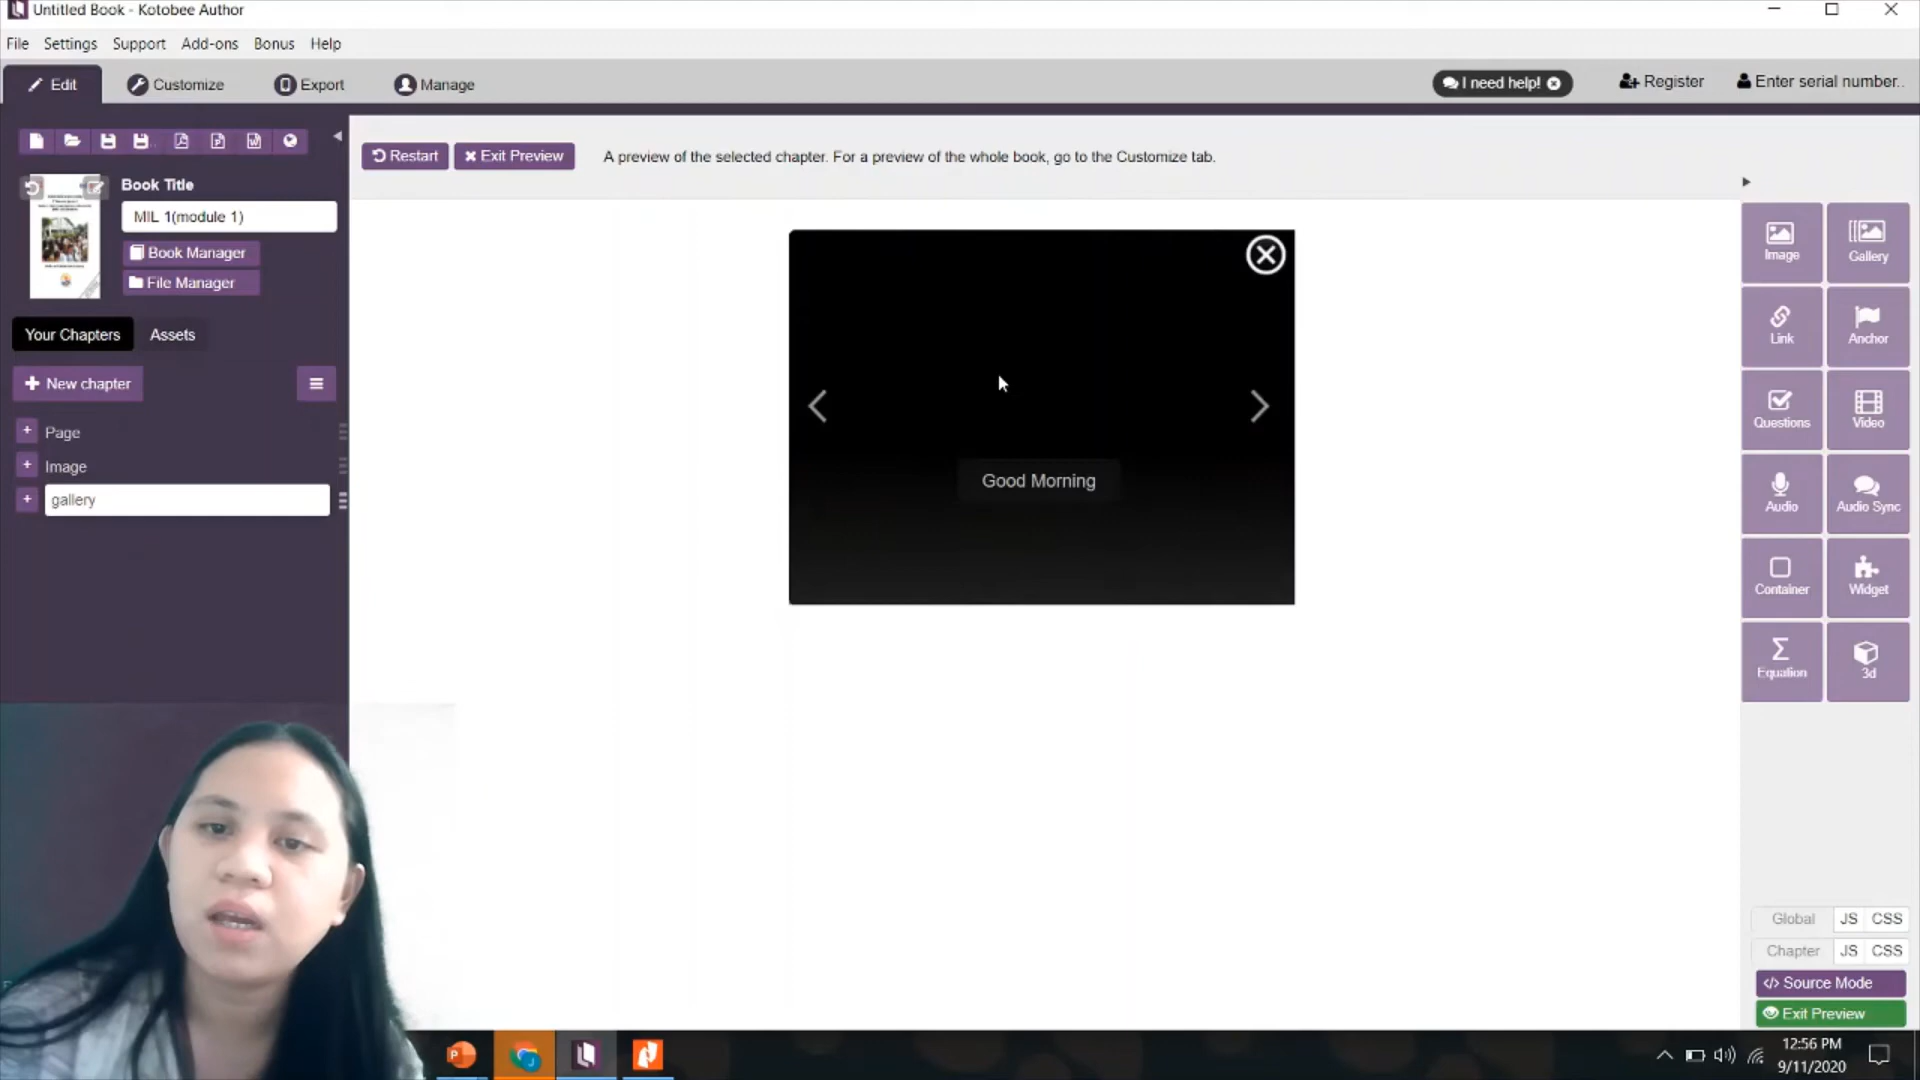 Untitled Book - Kotobee Author
File Settings Support Add-ons Bonus Help
Edit Customize Export Manage
I need help! Register Enter serial number..
Restart Exit Preview A preview of the selected chapter. For a preview of the whole book, go to the Customize tab.
Book Title
MIL 1(module 1)
Book Manager
File Manager
Your Chapters Assets
New chapter
Page
Image
gallery
Good Morning
Image Gallery
Link Anchor
Questions Video
Audio Audio Sync
Container Widget
Equation 3d
Global JS CSS
Chapter JS CSS
</> Source Mode
Exit Preview
12:56 PM
9/11/2020